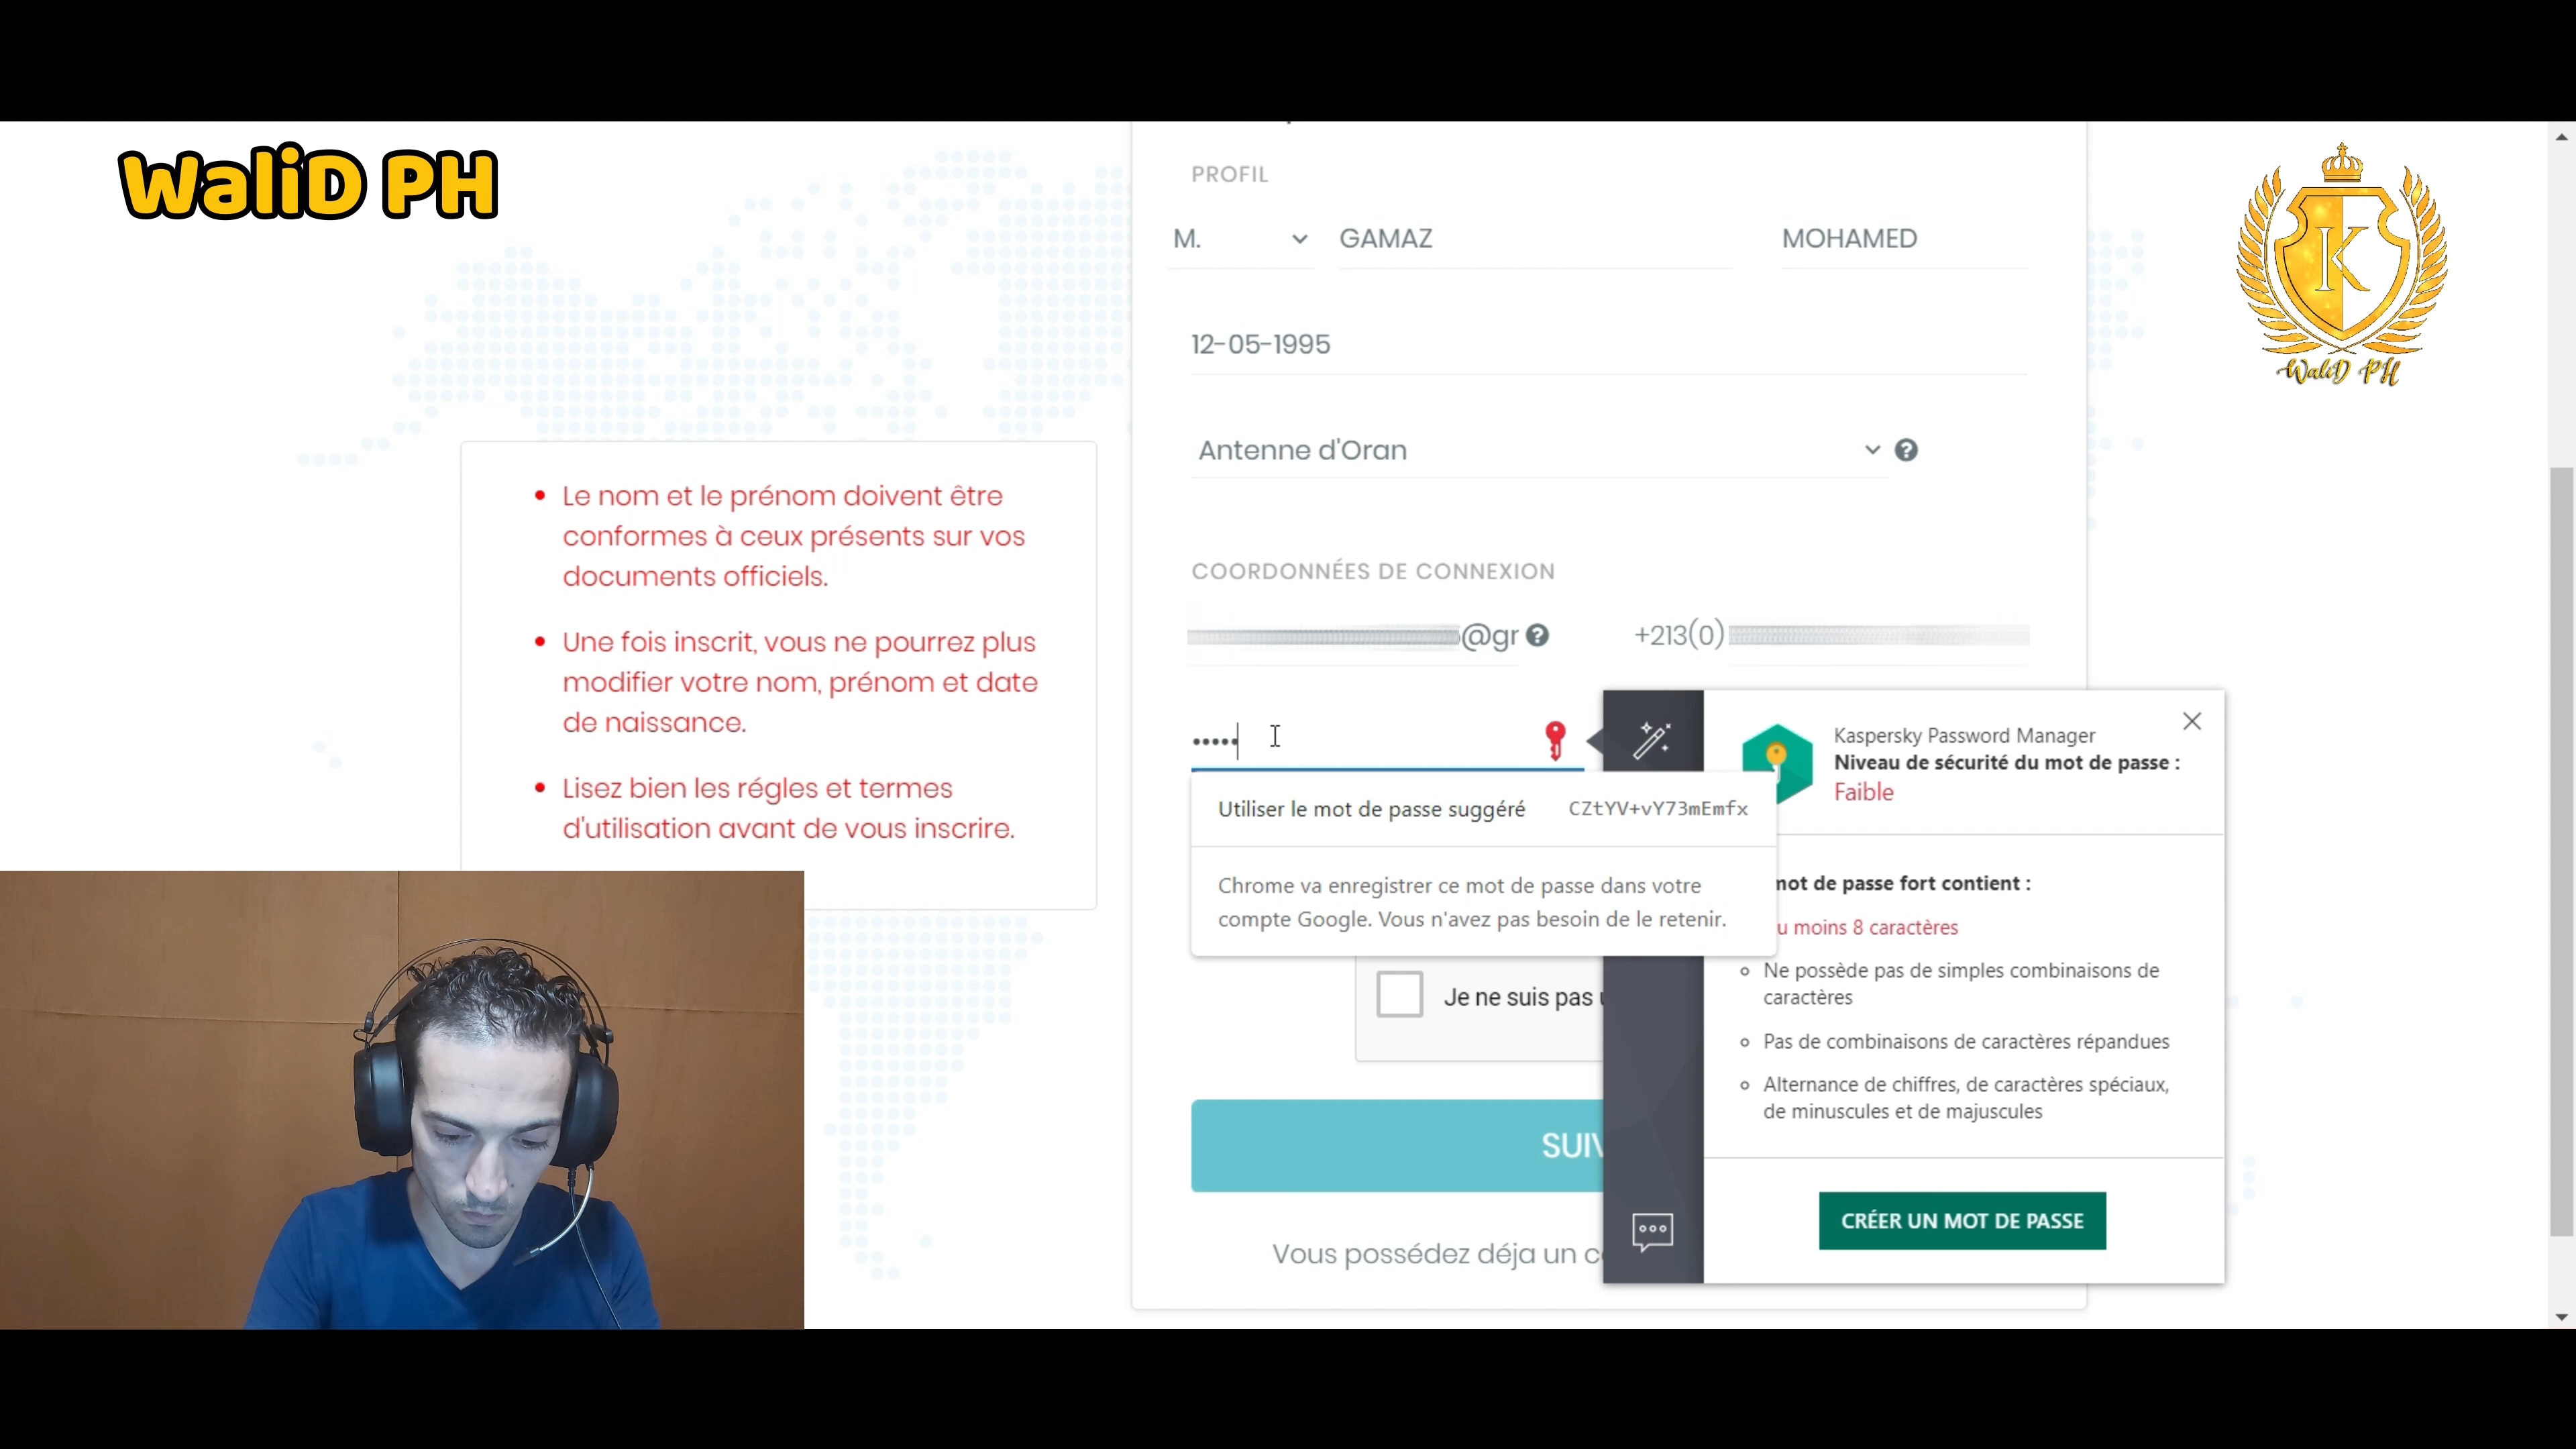 WaliD PH
PROFIL
M. GAMAZ MOHAMED
12-05-1995
Antenne d'Oran
COORDONNÉES DE CONNEXION
@gr +213(0)
•••••
Utiliser le mot de passe suggéré CZtYV+vY73mEmfx
Chrome va enregistrer ce mot de passe dans votre
compte Google. Vous n'avez pas besoin de le retenir.
Je ne suis pas
SUIV
Vous possédez déja un c
Le nom et le prénom doivent être
conformes à ceux présents sur vos
documents officiels.
Une fois inscrit, vous ne pourrez plus
modifier votre nom, prénom et date
de naissance.
Lisez bien les régles et termes
d'utilisation avant de vous inscrire.
Kaspersky Password Manager
Niveau de sécurité du mot de passe :
Faible
mot de passe fort contient :
u moins 8 caractères
Ne possède pas de simples combinaisons de
caractères
Pas de combinaisons de caractères répandues
Alternance de chiffres, de caractères spéciaux,
de minuscules et de majuscules
CRÉER UN MOT DE PASSE
K
WaliD PH